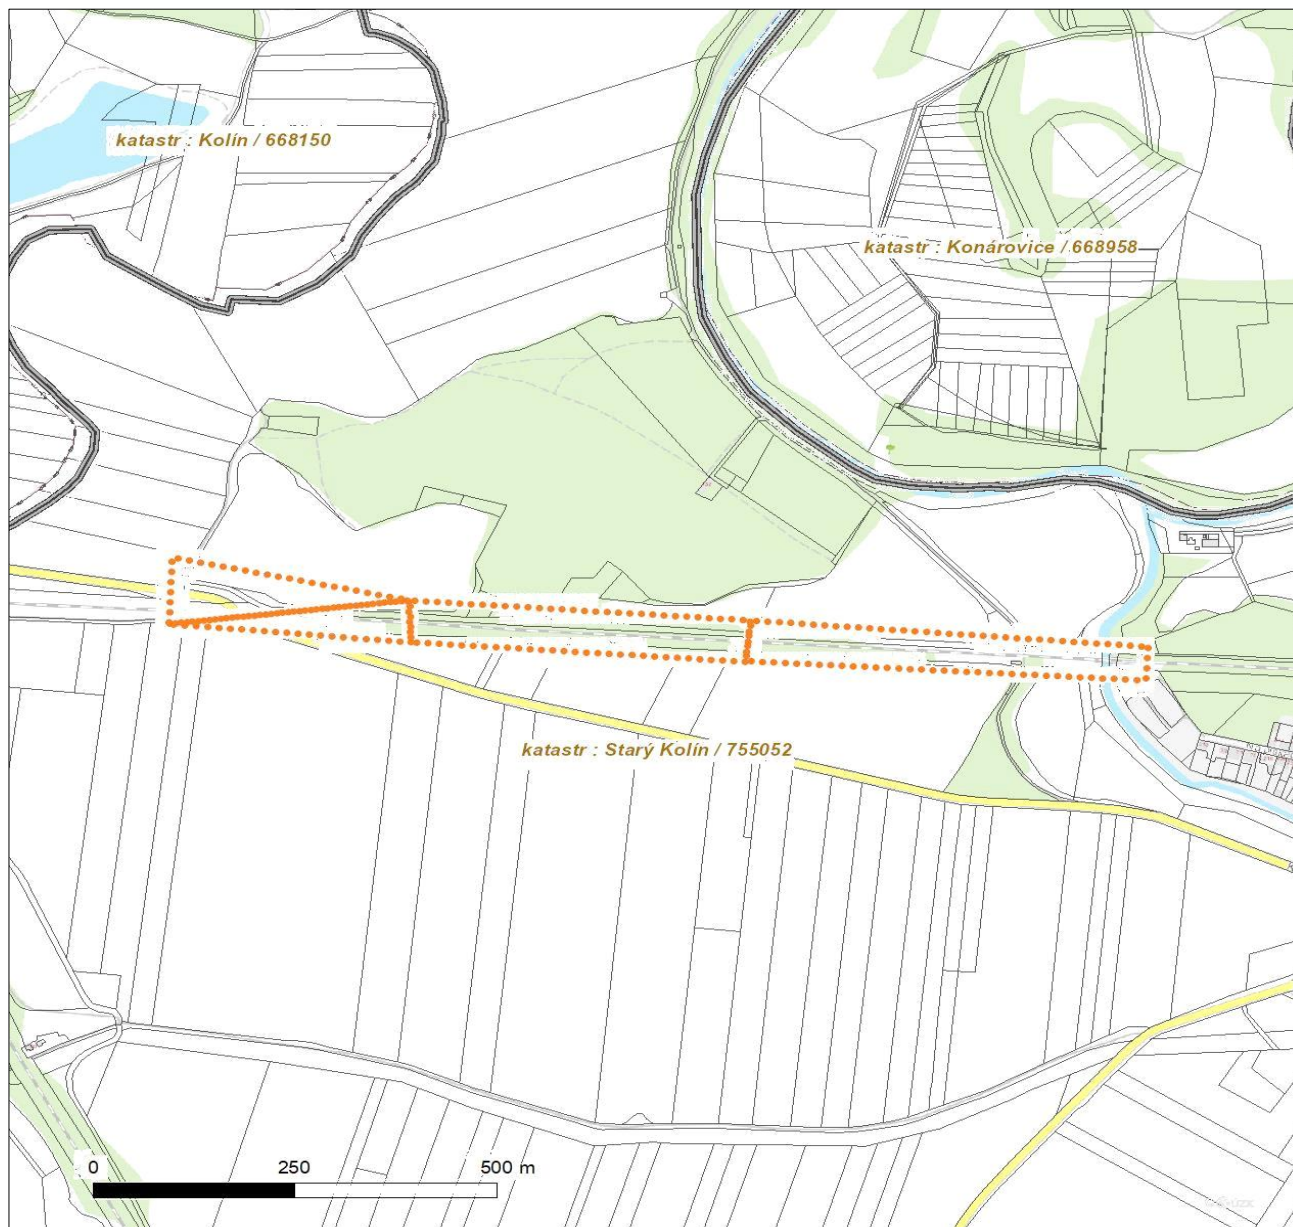 katastr : Kolín / 668150
katastr : Konárovice / 668958
katastr : Starý Kolín / 755052
0 250 500 m